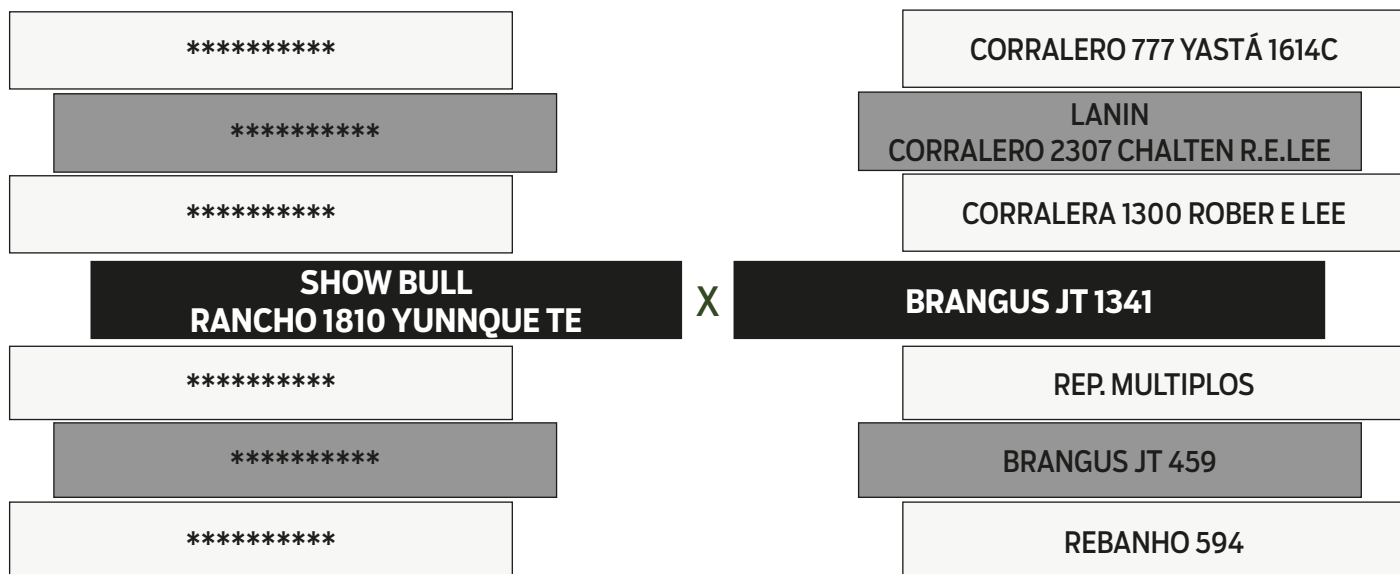 **********
**********
**********
SHOW BULL
RANCHO 1810 YUNNQUE TE
**********
**********
**********
X
CORRALERO 777 YASTÁ 1614C
LANIN
CORRALERO 2307 CHALTEN R.E.LEE
CORRALERA 1300 ROBER E LEE
BRANGUS JT 1341
REP. MULTIPLOS
BRANGUS JT 459
REBANHO 594